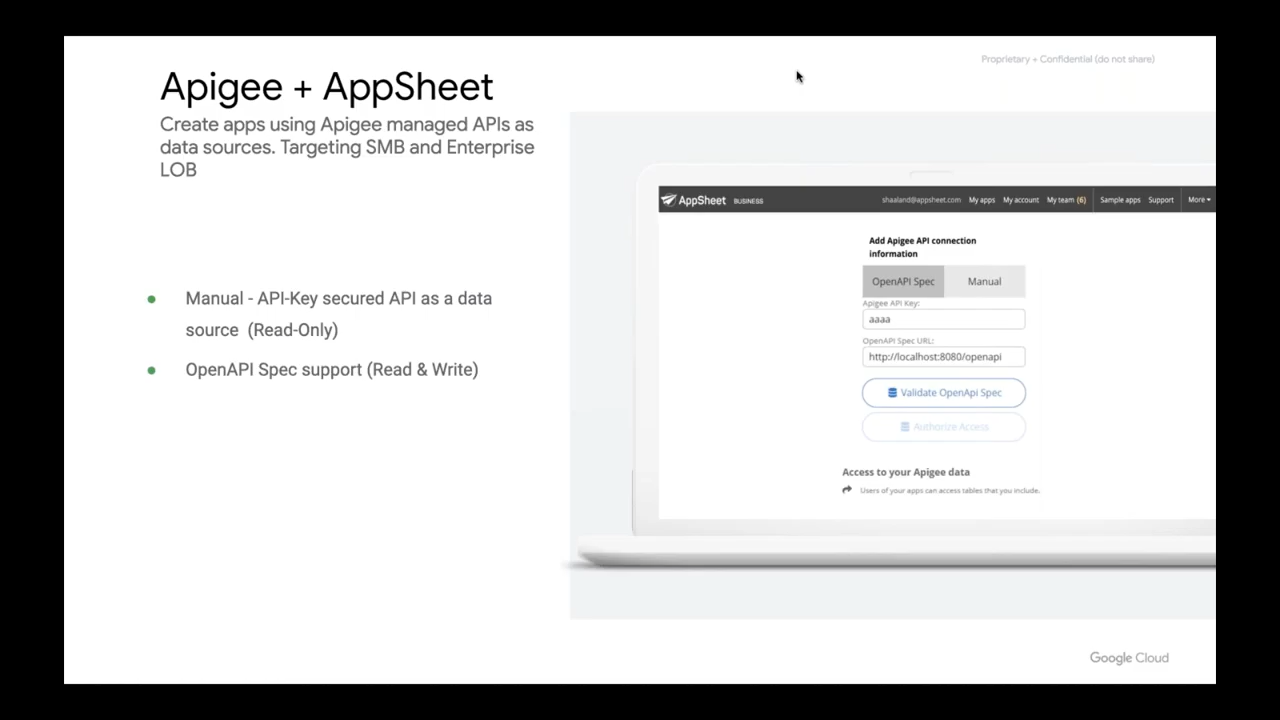 Proprietary + Confidential (do not share)
Apigee + AppSheet
Create apps using Apigee managed APIs as
data sources. Targeting SMB and Enterprise
LOB
Manual - API-Key secured API as a data
source (Read-Only)
OpenAPI Spec support (Read & Write)
AppSheet BUSINESS shaaland@appsheet.com My apps My account My team (6) Sample apps Support More
Add Apigee API connection
information
OpenAPI Spec Manual
Apigee API Key:
aaaa
OpenAPI Spec URL:
http://localhost:8080/openapi
Validate OpenApi Spec
Authorize Access
Access to your Apigee data
Users of your apps can access tables that you include.
Google Cloud